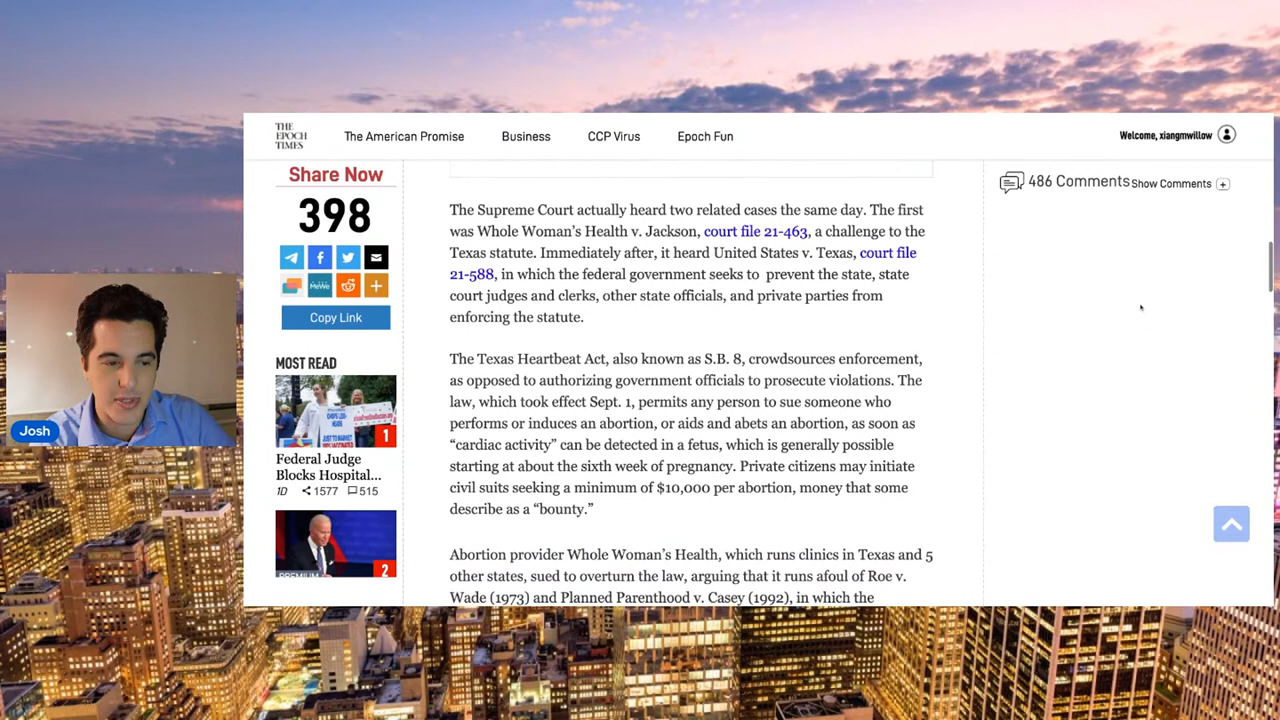 THE
EPOCH
TIMES
The American Promise
Business
CCP Virus
Epoch Fun
Welcome, xiangmwillow
Share Now
398
MeWe
Copy Link
MOST READ
1
Federal Judge
Blocks Hospital...
1D 1577 515
PREMIUM
2
The Supreme Court actually heard two related cases the same day. The first
was Whole Woman’s Health v. Jackson, court file 21-463, a challenge to the
Texas statute. Immediately after, it heard United States v. Texas, court file
21-588, in which the federal government seeks to prevent the state, state
court judges and clerks, other state officials, and private parties from
enforcing the statute.
The Texas Heartbeat Act, also known as S.B. 8, crowdsources enforcement,
as opposed to authorizing government officials to prosecute violations. The
law, which took effect Sept. 1, permits any person to sue someone who
performs or induces an abortion, or aids and abets an abortion, as soon as
“cardiac activity” can be detected in a fetus, which is generally possible
starting at about the sixth week of pregnancy. Private citizens may initiate
civil suits seeking a minimum of $10,000 per abortion, money that some
describe as a “bounty.”
Abortion provider Whole Woman’s Health, which runs clinics in Texas and 5
other states, sued to overturn the law, arguing that it runs afoul of Roe v.
Wade (1973) and Planned Parenthood v. Casey (1992), in which the
486 Comments Show Comments +
Josh